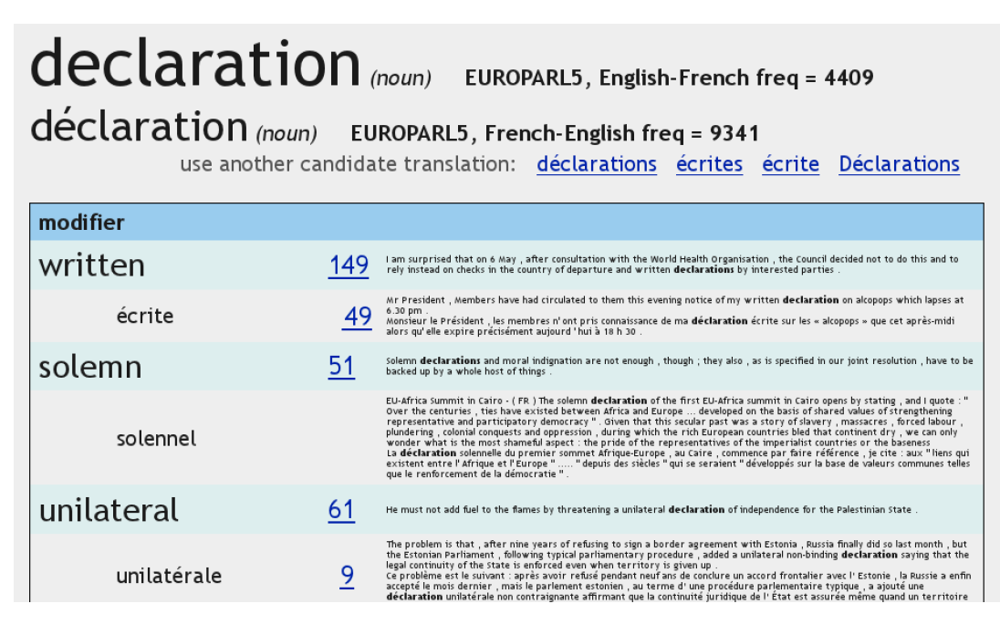 declaration (noun) EUROPARL5, English-French freq = 4409
déclaration (noun) EUROPARL5, French-English freq = 9341
use another candidate translation: déclarations écrites écrite Déclarations
modifier
written 149 I am surprised that on 6 May , after consultation with the World Health Organisation , the Council decided not to do this and to
rely instead on checks in the country of departure and written declarations by interested parties .
écrite 49 Mr President , Members have had circulated to them this evening notice of my written declaration on alcopops which lapses at
6.30 pm .
Monsieur le Président , les membres n' ont pris connaissance de ma déclaration écrite sur les « alcopops » que cet après-midi
alors qu' elle expire précisément aujourd 'hui à 18 h 30 .
solemn 51 Solemn declarations and moral indignation are not enough , though ; they also , as is specified in our joint resolution , have to be
backed up by a whole host of things .
solennel EU-Africa Summit in Cairo - ( FR ) The solemn declaration of the first EU-Africa summit in Cairo opens by stating , and I quote : "
Over the centuries , ties have existed between Africa and Europe ... developed on the basis of shared values of strengthening
representative and participatory democracy " . Given that this secular past was a story of slavery , massacres , forced labour ,
plundering , colonial conquests and oppression , during which the rich European countries bled that continent dry , we can only
wonder what is the most shameful aspect : the pride of the representatives of the imperialist countries or the baseness
La déclaration solennelle du premier sommet Afrique-Europe , au Caire , commence par faire référence , je cite : aux " liens qui
existent entre l' Afrique et l' Europe " ..... " depuis des siècles " qui se seraient " développés sur la base de valeurs communes telles
que le renforcement de la démocratie " .
unilateral 61 He must not add fuel to the flames by threatening a unilateral declaration of independence for the Palestinian State .
unilatérale 9 The problem is that , after nine years of refusing to sign a border agreement with Estonia , Russia finally did so last month , but
the Estonian Parliament , following typical parliamentary procedure , added a unilateral non-binding declaration saying that the
legal continuity of the State is enforced even when territory is given up .
Ce problème est le suivant : après avoir refusé pendant neuf ans de conclure un accord frontalier avec l' Estonie , la Russie a enfin
accepté le mois dernier , mais le parlement estonien , au terme d' une procédure parlementaire typique , a ajouté une
déclaration unilatérale non contraignante affirmant que la continuité juridique de l' État est assurée même quand un territoire